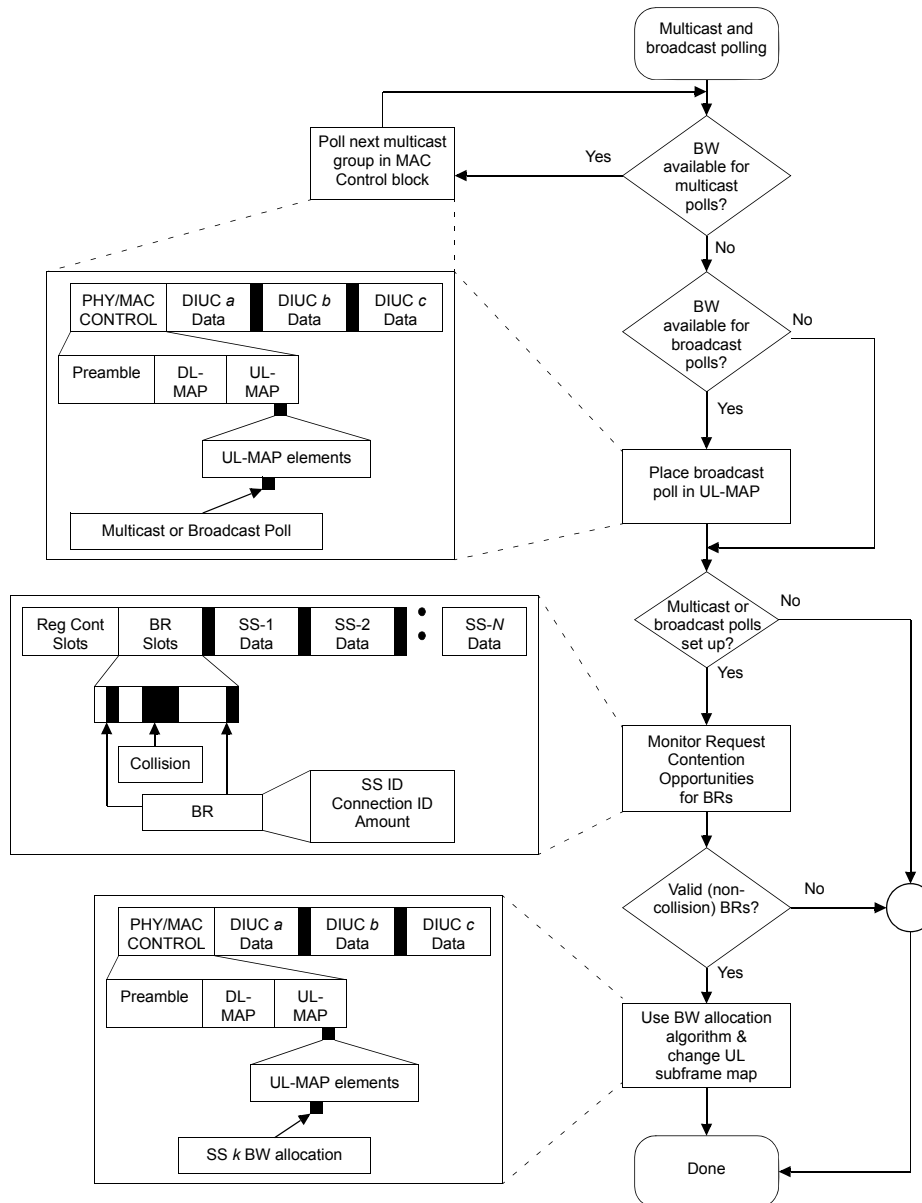 Multicast and
broadcast polling
Poll next multicast
group in MAC
Control block
Yes
BW
available for
multicast
polls?
No
BW
available for
broadcast
polls?
No
Yes
PHY/MAC
CONTROL
DIUC a
Data
DIUC b
Data
DIUC c
Data
Preamble
DL-
MAP
UL-
MAP
UL-MAP elements
Multicast or Broadcast Poll
Place broadcast
poll in UL-MAP
Multicast or
broadcast polls
set up?
No
Yes
Reg Cont
Slots
BR
Slots
SS-1
Data
SS-2
Data
SS-N
Data
Collision
BR
SS ID
Connection ID
Amount
Monitor Request
Contention
Opportunities
for BRs
Valid (non-
collision) BRs?
No
Yes
PHY/MAC
CONTROL
DIUC a
Data
DIUC b
Data
DIUC c
Data
Preamble
DL-
MAP
UL-
MAP
UL-MAP elements
SS k BW allocation
Use BW allocation
algorithm &
change UL
subframe map
Done